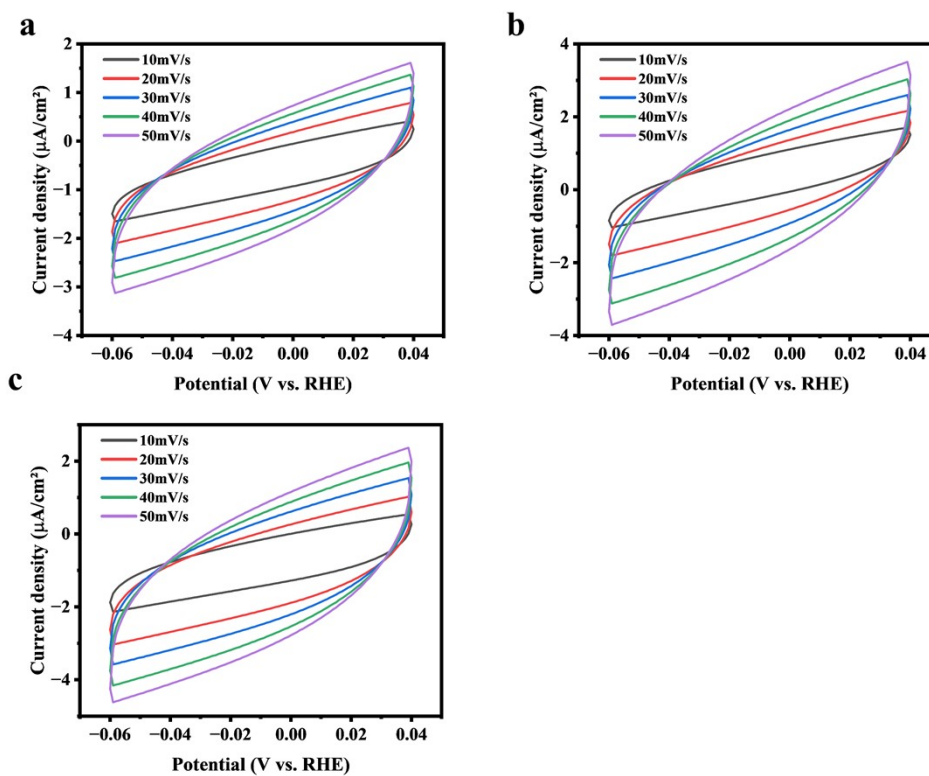 a
2
1
0
−1
−2
−3
−4
Current density (μA/cm²)
10mV/s
20mV/s
30mV/s
40mV/s
50mV/s
−0.06
−0.04
−0.02
0.00
0.02
0.04
Potential (V vs. RHE)
b
4
2
0
−2
−4
Current density (μA/cm²)
10mV/s
20mV/s
30mV/s
40mV/s
50mV/s
−0.06
−0.04
−0.02
0.00
0.02
0.04
Potential (V vs. RHE)
c
2
0
−2
−4
Current density (μA/cm²)
10mV/s
20mV/s
30mV/s
40mV/s
50mV/s
−0.06
−0.04
−0.02
0.00
0.02
0.04
Potential (V vs. RHE)